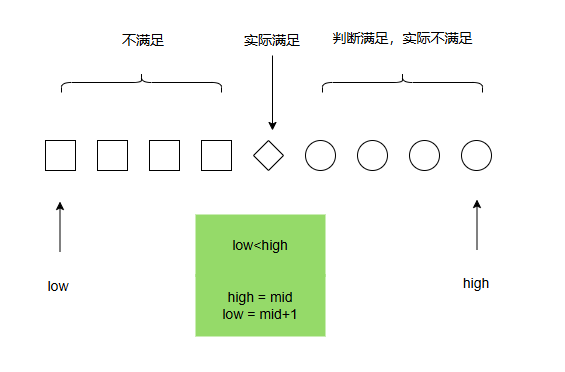 不满足
实际满足
判断满足，实际不满足
low
high
low<high
high = mid
low = mid+1